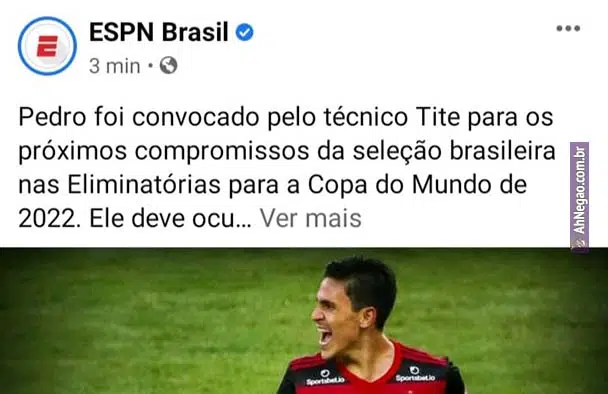 ESPN Brasil
3 min •
Pedro foi convocado pelo técnico Tite para os
próximos compromissos da seleção brasileira
nas Eliminatórias para a Copa do Mundo de
2022. Ele deve ocu... Ver mais
AhNegao.com.br
Sportsbet.io
Sportsbet.io